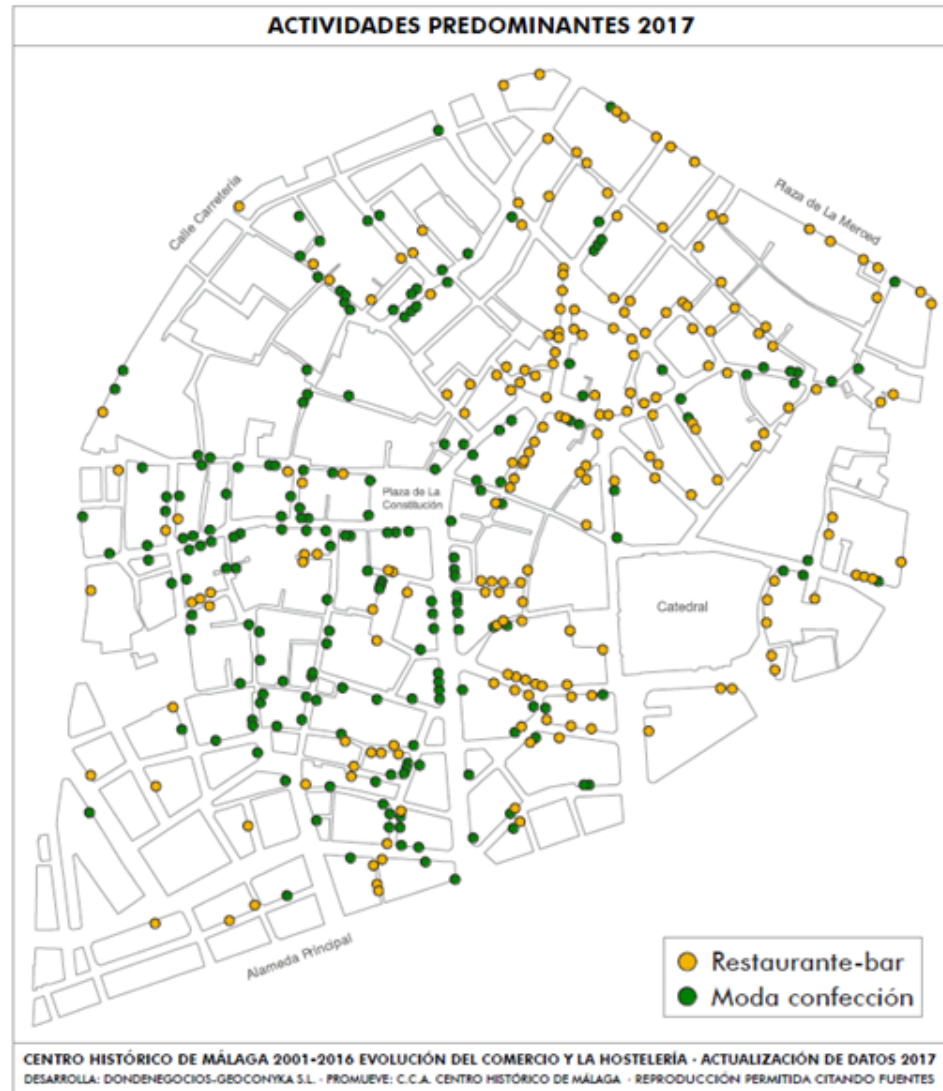 ACTIVIDADES PREDOMINANTES 2017
Calle Carretería
Plaza de La Merced
Plaza de La
Constitución
Catedral
Alameda Principal
Restaurante-bar
Moda confección
CENTRO HISTÓRICO DE MÁLAGA 2001-2016 EVOLUCIÓN DEL COMERCIO Y LA HOSTELERÍA - ACTUALIZACIÓN DE DATOS 2017
DESARROLLA: DONDENEGOCIOS-GEOCONYKA S.L. - PROMUEVE: C.C.A. CENTRO HISTÓRICO DE MÁLAGA - REPRODUCCIÓN PERMITIDA CITANDO FUENTES